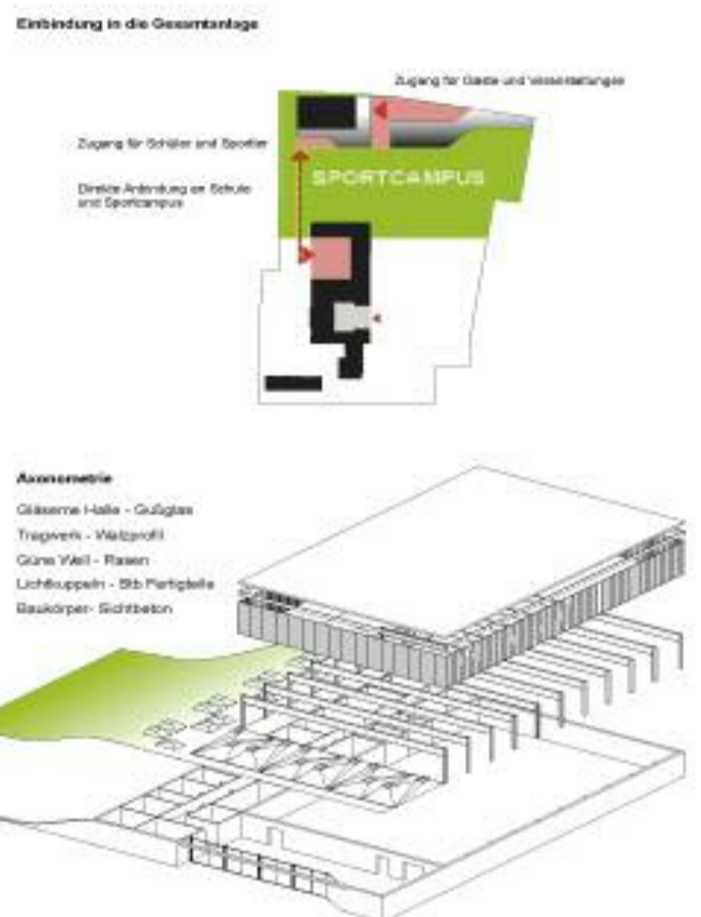 Einbindung in die Gesamtanlage
Zugang für Gäste und Veranstaltungen
Zugang für Schüler und Sportler
Direkte Anbindung an Schule
und Sportcampus
SPORTCAMPUS
Axonometrie
Gläserne Halle - Gußglas
Tragwerk - Walzprofil
Güne Well - Rasen
Lichtkuppeln - Stb Fertigteile
Baukörper- Sichtbeton